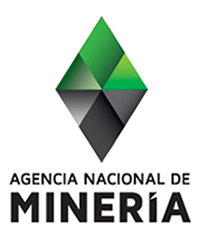 AGENCIA NACIONAL DE
MINERÍA